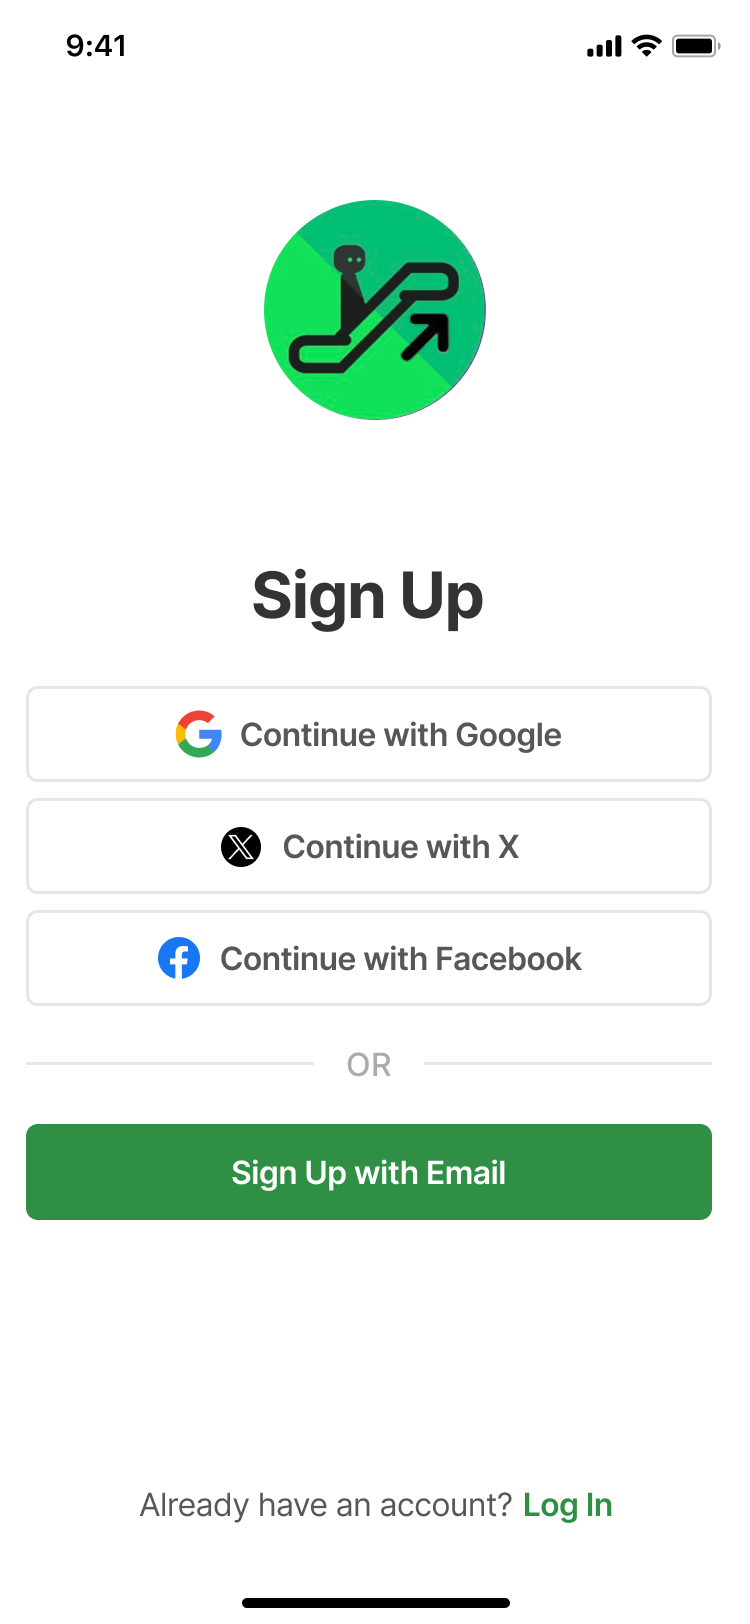 9:41
Sign Up
Continue with Google
Continue with X
Continue with Facebook
OR
Sign Up with Email
Already have an account? Log In